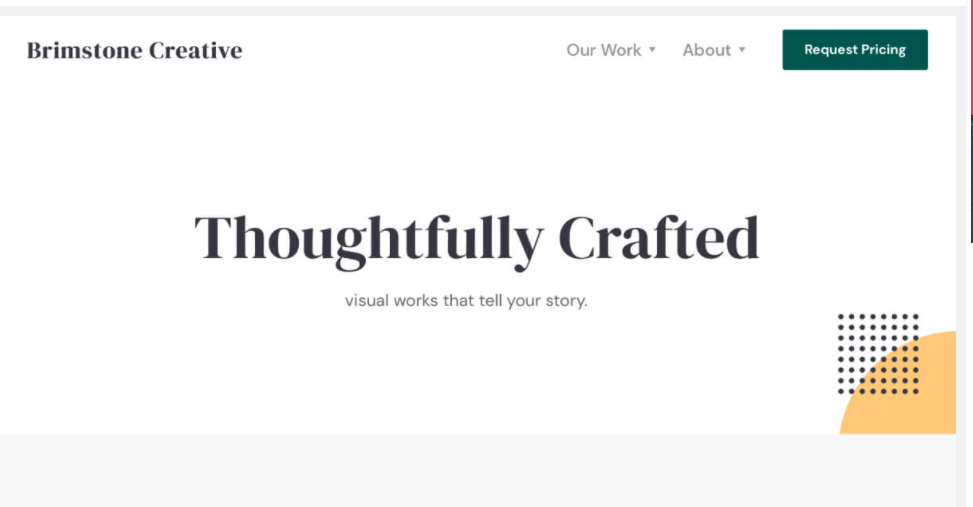 Brimstone Creative
Our Work ▾ About ▾ Request Pricing
Thoughtfully Crafted
visual works that tell your story.